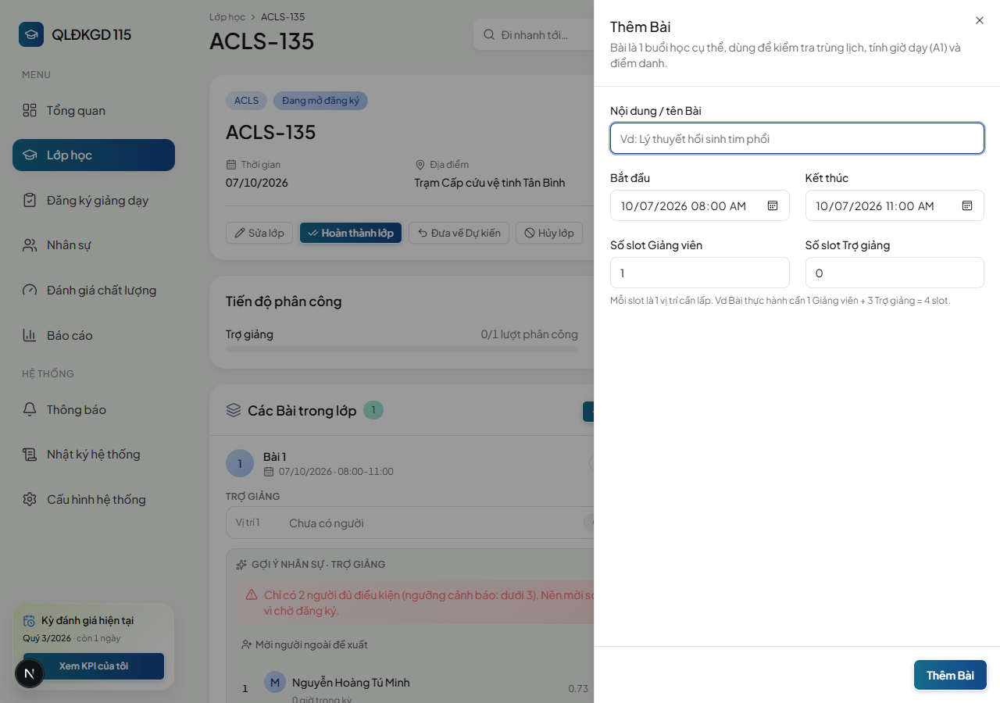 QLĐKGD 115
MENU
Tổng quan
Lớp học
Đăng ký giảng dạy
Nhân sự
Đánh giá chất lượng
Báo cáo
HỆ THỐNG
Thông báo
Nhật ký hệ thống
Cấu hình hệ thống
Kỳ đánh giá hiện tại
Quý 3/2026 · còn 1 ngày
Xem KPI của tôi
N
Lớp học > ACLS-135
ACLS-135
Đi nhanh tới...
ACLS Đang mở đăng ký
ACLS-135
Thời gian Địa điểm
07/10/2026 Trạm Cấp cứu vệ tinh Tân Bình
Sửa lớp Hoàn thành lớp Đưa về Dự kiến Hủy lớp
Tiến độ phân công
Trợ giảng 0/1 lượt phân công
Các Bài trong lớp 1
1 Bài 1
07/10/2026 · 08:00–11:00
TRỢ GIẢNG
Vị trí 1 Chưa có người
GỢI Ý NHÂN SỰ · TRỢ GIẢNG
Chỉ có 2 người đủ điều kiện (ngưỡng cảnh báo: dưới 3). Nên mời
vì chờ đăng ký.
Mời người ngoài đề xuất
1 M Nguyễn Hoàng Tú Minh 0.73
0 giờ trong kỳ
Thêm Bài
Bài là 1 buổi học cụ thể, dùng để kiểm tra trùng lịch, tính giờ dạy (A1) và
điểm danh.
Nội dung / tên Bài
Vd: Lý thuyết hồi sinh tim phổi
Bắt đầu Kết thúc
10/07/2026 08:00 AM 10/07/2026 11:00 AM
Số slot Giảng viên Số slot Trợ giảng
1 0
Mỗi slot là 1 vị trí cần lấp. Vd Bài thực hành cần 1 Giảng viên + 3 Trợ giảng = 4 slot.
Thêm Bài